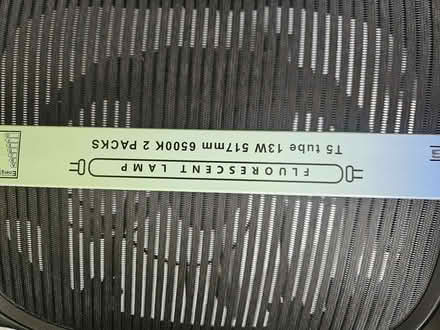 FLUORESCENT LAMP
T5 tube 13W 517mm 6500K 2 PACKS